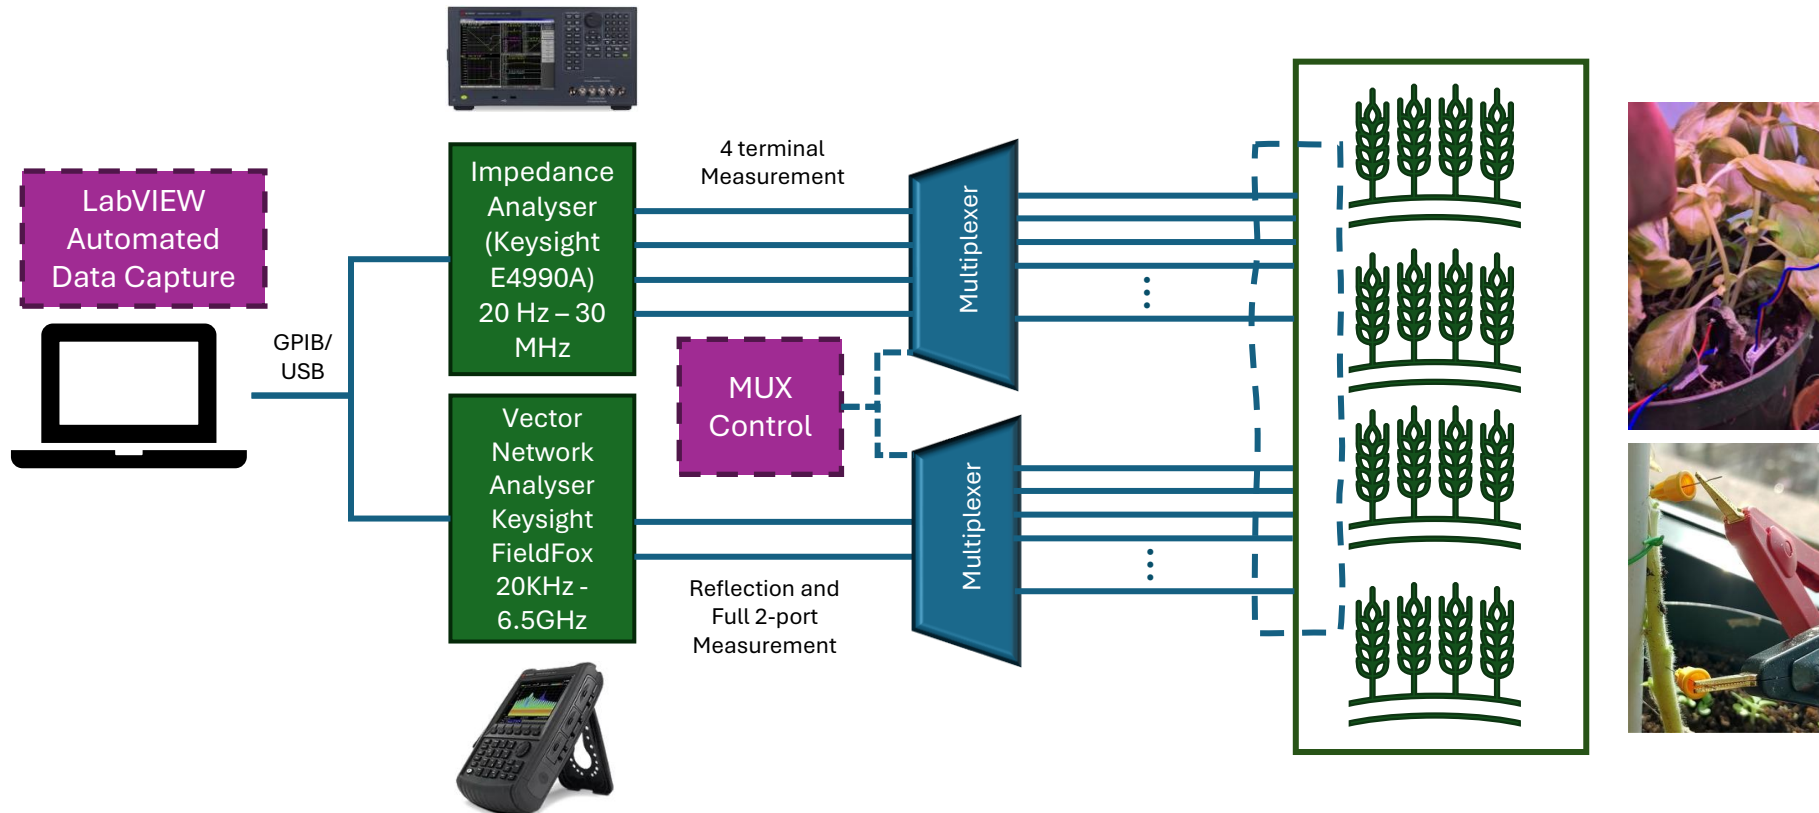 LabVIEW
Automated
Data Capture
GPIB/
USB
Impedance
Analyser
(Keysight
E4990A)
20 Hz – 30
MHz
Vector
Network
Analyser
Keysight
FieldFox
20KHz -
6.5GHz
4 terminal
Measurement
MUX
Control
Reflection and
Full 2-port
Measurement
Multiplexer
Multiplexer